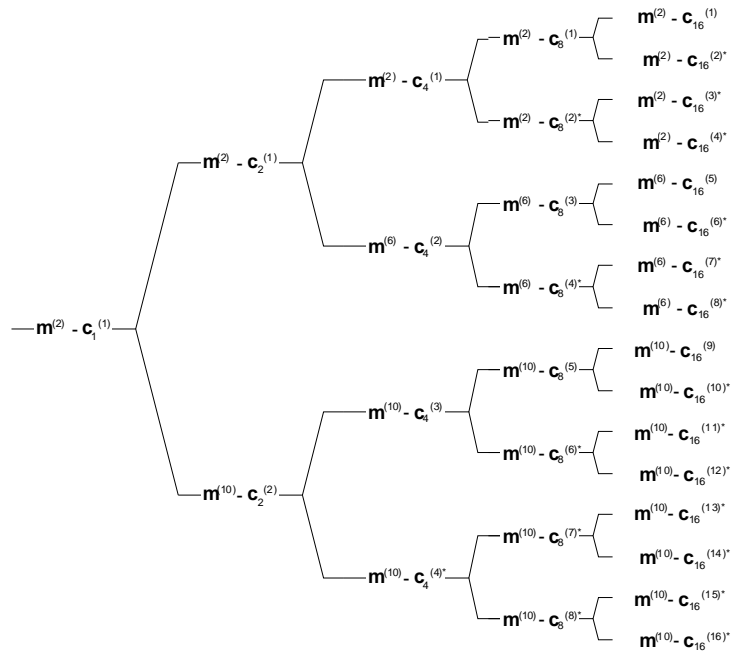 m(2) - c16(1)
m(2) - c8(1)
m(2) - c16(2)*
m(2) - c4(1)
m(2) - c16(3)*
m(2) - c8(2)*
m(2) - c16(4)*
m(2) - c2(1)
m(6) - c16(5)
m(6) - c8(3)
m(6) - c16(6)*
m(6) - c4(2)
m(6) - c16(7)*
m(6) - c8(4)*
m(6) - c16(8)*
m(2) - c1(1)
m(10) - c16(9)
m(10) - c8(5)
m(10) - c16(10)*
m(10) - c4(3)
m(10) - c16(11)*
m(10) - c8(6)*
m(10) - c16(12)*
m(10) - c2(2)
m(10) - c16(13)*
m(10) - c8(7)*
m(10) - c16(14)*
m(10) - c4(4)*
m(10) - c16(15)*
m(10) - c8(8)*
m(10) - c16(16)*